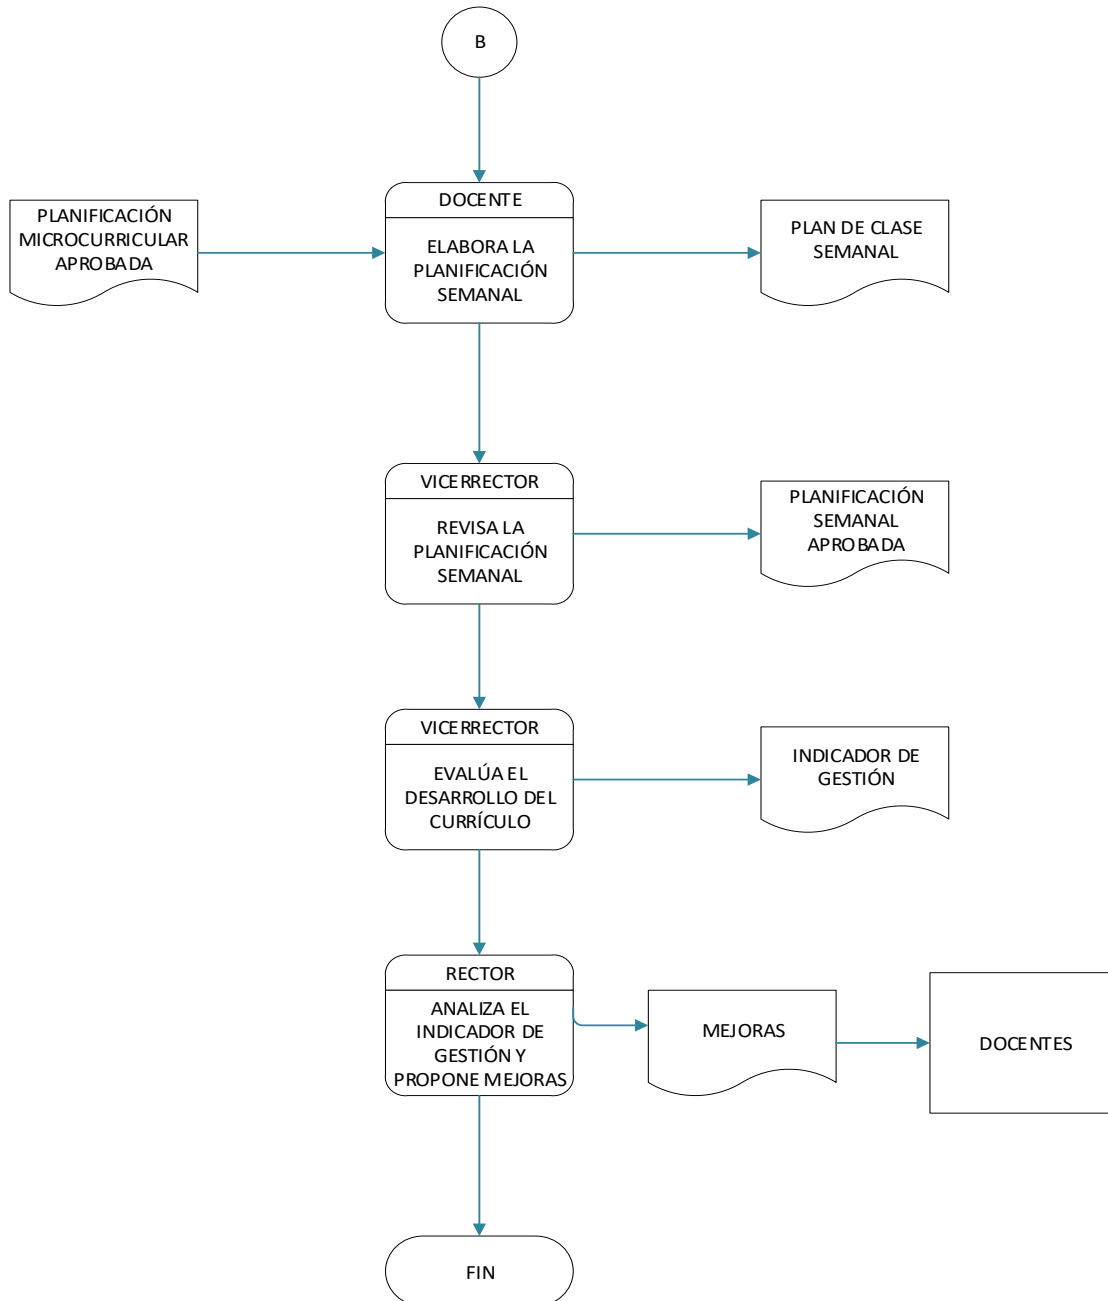 B
PLANIFICACIÓN
MICROCURRICULAR
APROBADA
DOCENTE
ELABORA LA
PLANIFICACIÓN
SEMANAL
PLAN DE CLASE
SEMANAL
VICERRECTOR
REVISA LA
PLANIFICACIÓN
SEMANAL
PLANIFICACIÓN
SEMANAL
APROBADA
VICERRECTOR
EVALÚA EL
DESARROLLO DEL
CURRÍCULO
INDICADOR DE
GESTIÓN
RECTOR
ANALIZA EL
INDICADOR DE
GESTIÓN Y
PROPONE MEJORAS
MEJORAS
DOCENTES
FIN